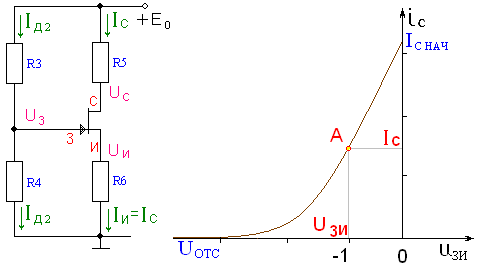 IД2
IС
+E0
R3
R5
UС
С
UЗ
З
И
UИ
R4
R6
IД2
IИ=IС
iС
IС НАЧ
A
IС
UЗИ
UОТС
-1
0
uЗИ